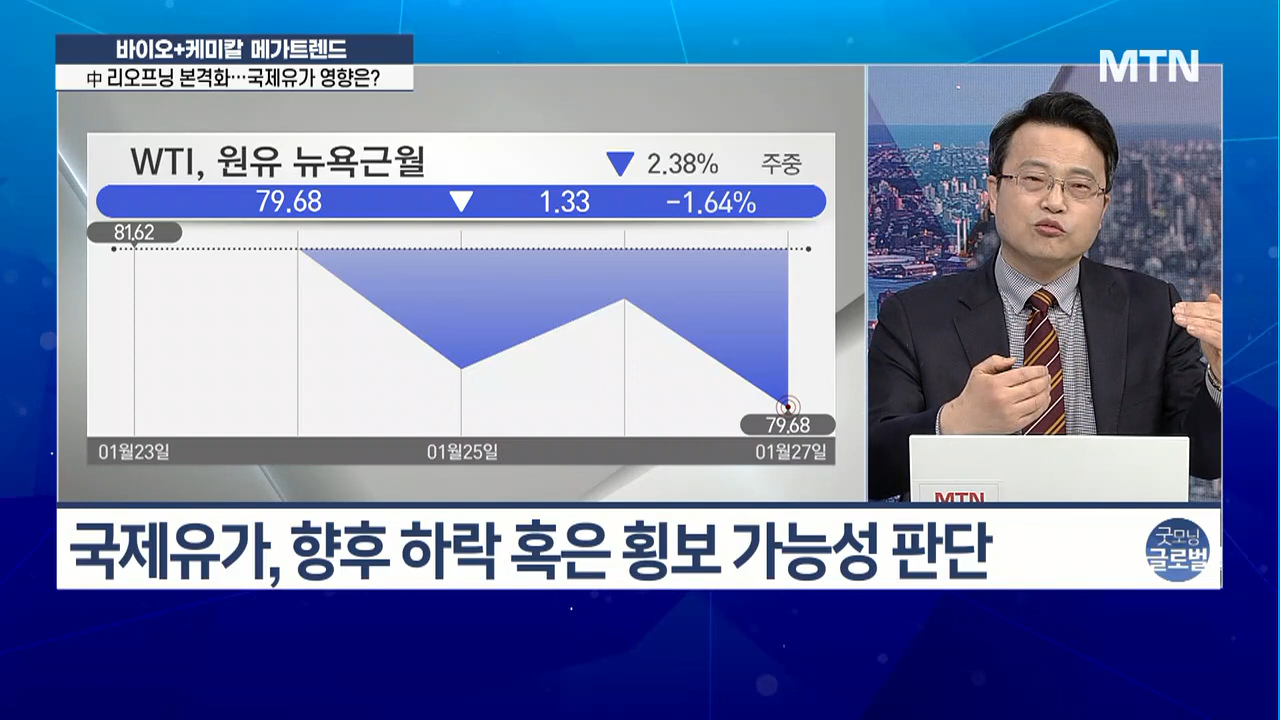 바이오+케미칼 메가트렌드
中 리오프닝 본격화…국제유가 영향은?
MTN
WTI, 원유 뉴욕근월 ▼ 2.38% 주중
79.68 ▼ 1.33 -1.64%
81.62
79.68
01월23일 01월25일 01월27일
MTN
국제유가, 향후 하락 혹은 횡보 가능성 판단
굿모닝
글로벌